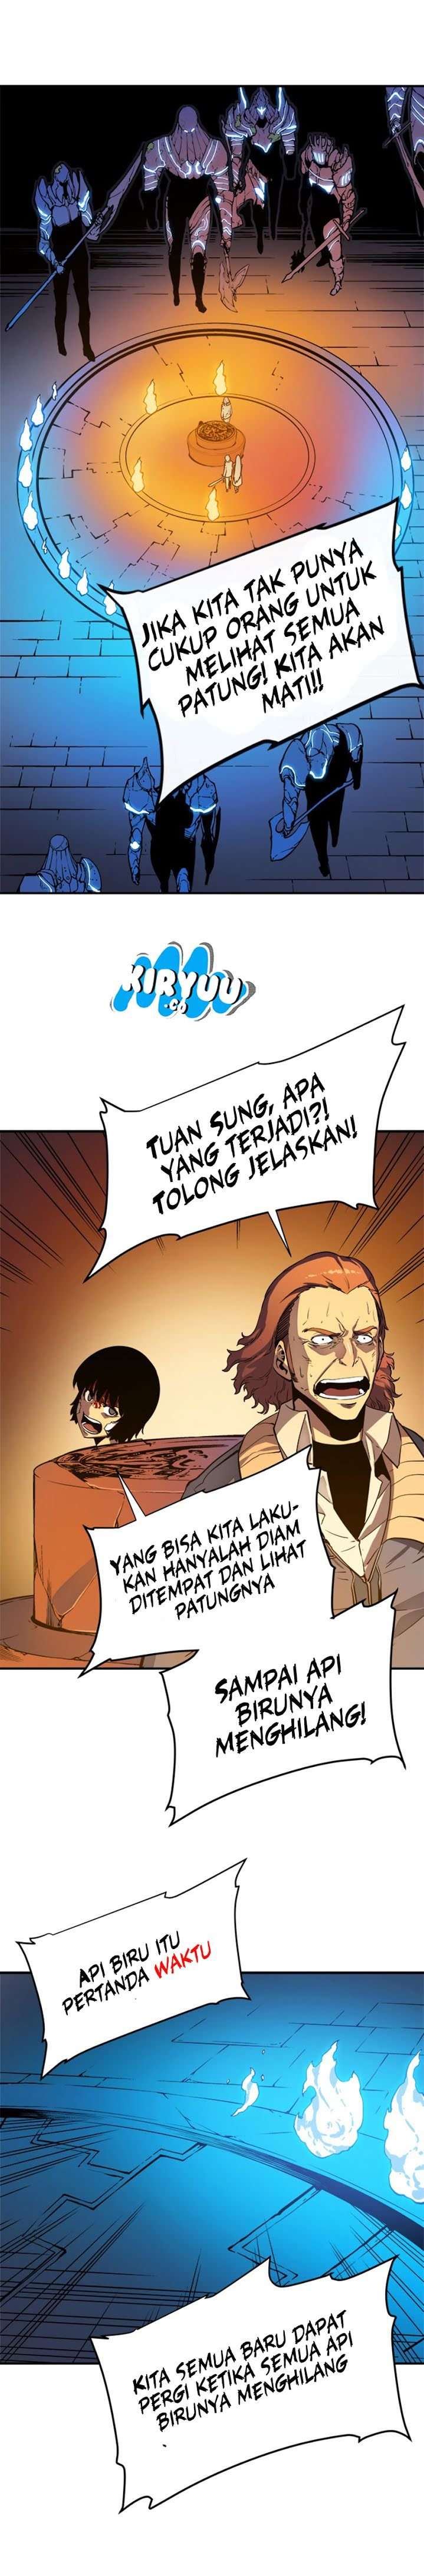 JIKA KITA TAK PUNYA
CUKUP ORANG UNTUK
MELIHAT SEMUA
PATUNG! KITA AKAN
MATI!!
KIRYUU
.CO
TUAN SUNG, APA
YANG TERJADI?!
TOLONG JELASKAN!
YANG BISA KITA LAKU-
KAN HANYALAH DIAM
DITEMPAT DAN LIHAT
PATUNGNYA
SAMPAI API
BIRUNYA
MENGHILANG!
API BIRU ITU
PERTANDA WAKTU
KITA SEMUA BARU DAPAT
PERGI KETIKA SEMUA API
BIRUNYA MENGHILANG